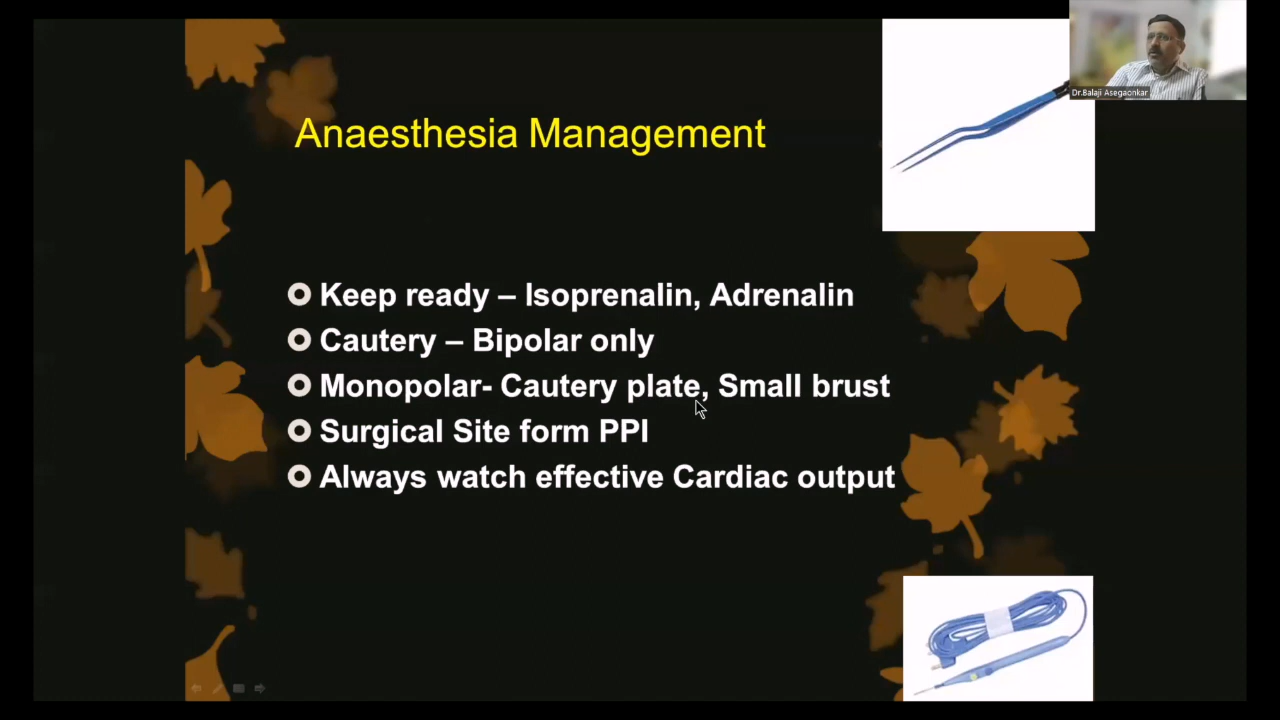 Dr.Balaji Asegaonkar
Anaesthesia Management
Keep ready – Isoprenalin, Adrenalin
Cautery – Bipolar only
Monopolar- Cautery plate, Small brust
Surgical Site form PPI
Always watch effective Cardiac output